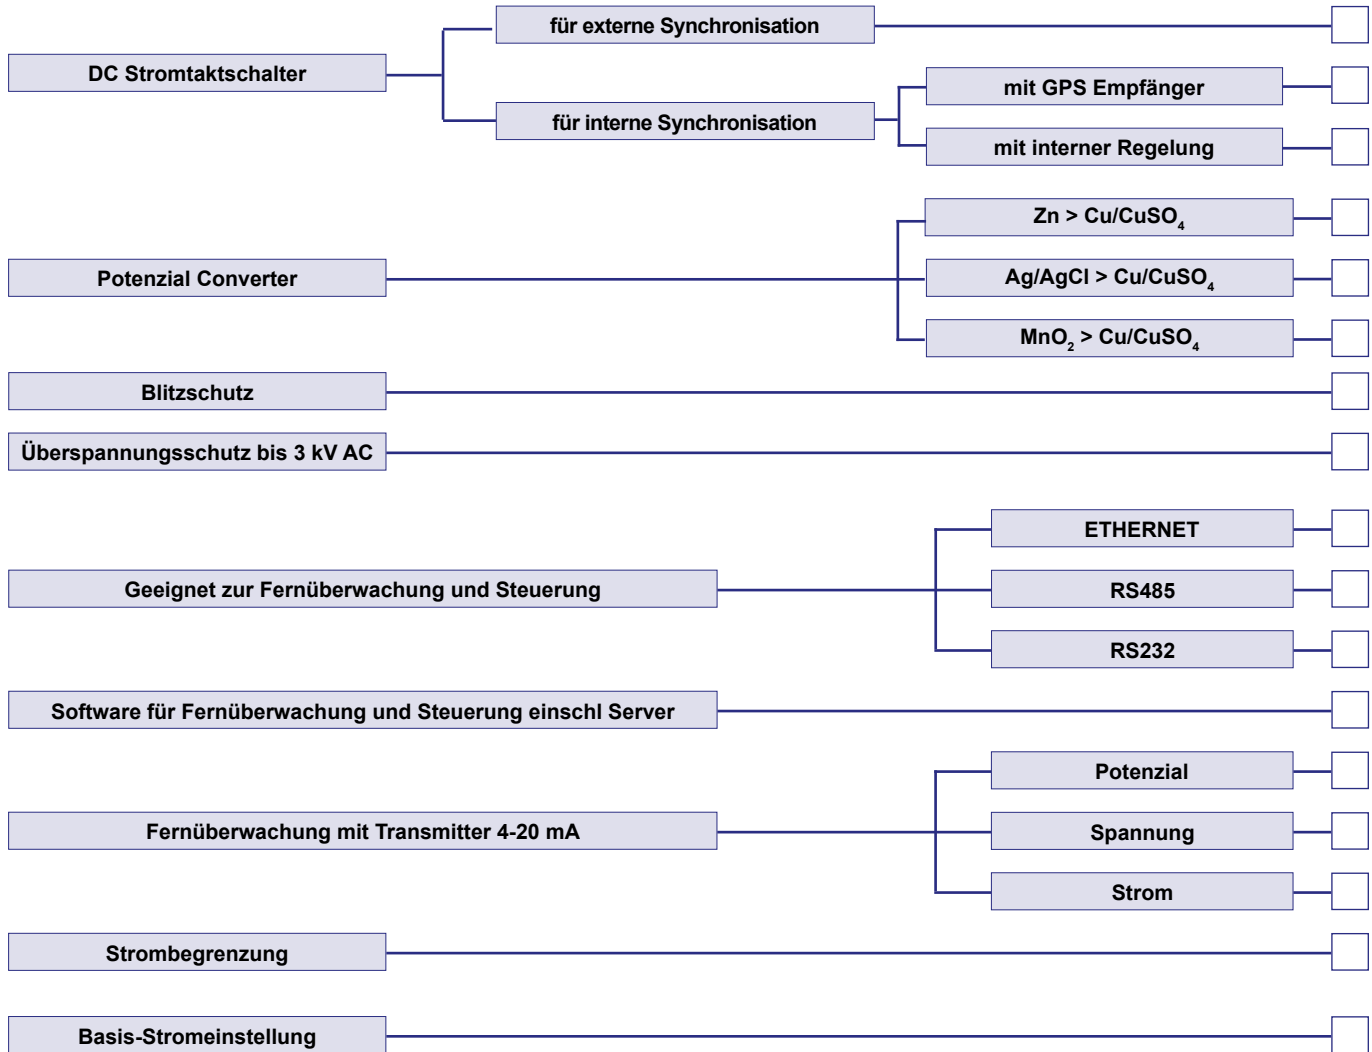 für externe Synchronisation
DC Stromtaktschalter
mit GPS Empfänger
für interne Synchronisation
mit interner Regelung
Zn > Cu/CuSO₄
Potenzial Converter
Ag/AgCl > Cu/CuSO₄
MnO₂ > Cu/CuSO₄
Blitzschutz
Überspannungsschutz bis 3 kV AC
ETHERNET
Geeignet zur Fernüberwachung und Steuerung
RS485
RS232
Software für Fernüberwachung und Steuerung einschl Server
Potenzial
Fernüberwachung mit Transmitter 4-20 mA
Spannung
Strom
Strombegrenzung
Basis-Stromeinstellung